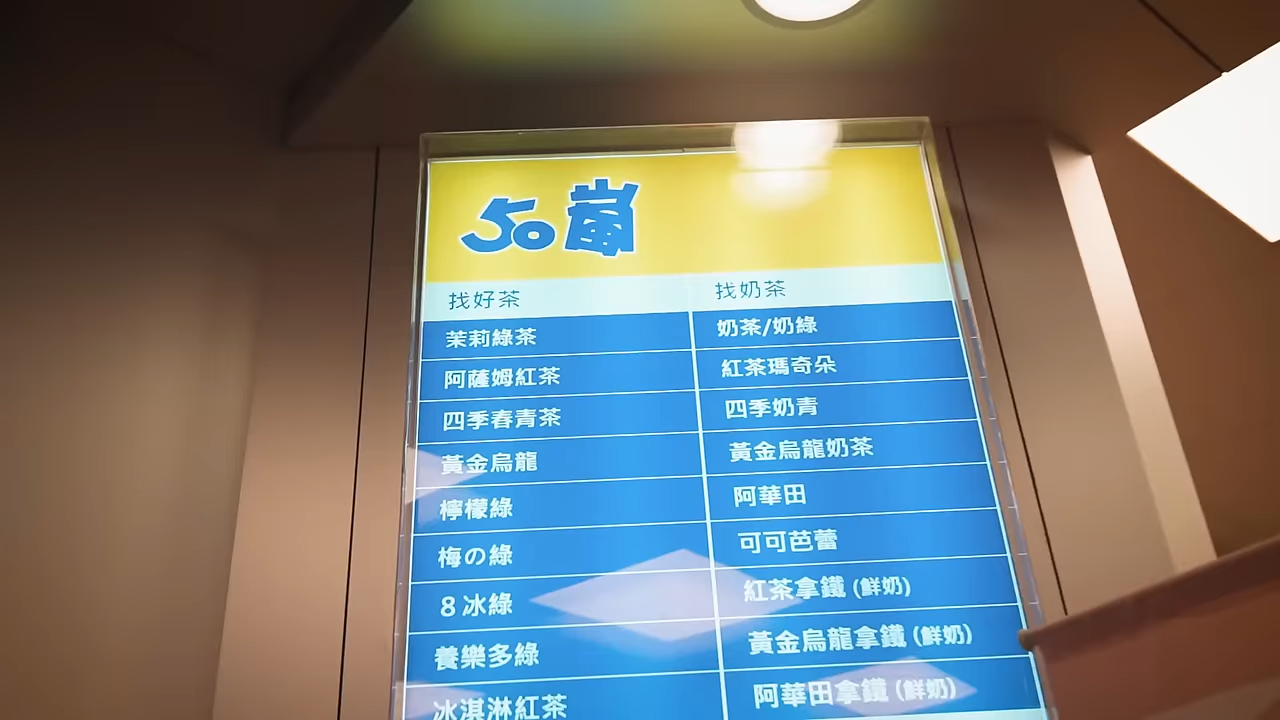 50嵐
找好茶
茉莉綠茶
阿薩姆紅茶
四季春青茶
黃金烏龍
檸檬綠
梅の綠
8冰綠
養樂多綠
冰淇淋紅茶
找奶茶
奶茶/奶綠
紅茶瑪奇朵
四季奶青
黃金烏龍奶茶
阿華田
可可芭蕾
紅茶拿鐵 (鮮奶)
黃金烏龍拿鐵 (鮮奶)
阿華田拿鐵 (鮮奶)